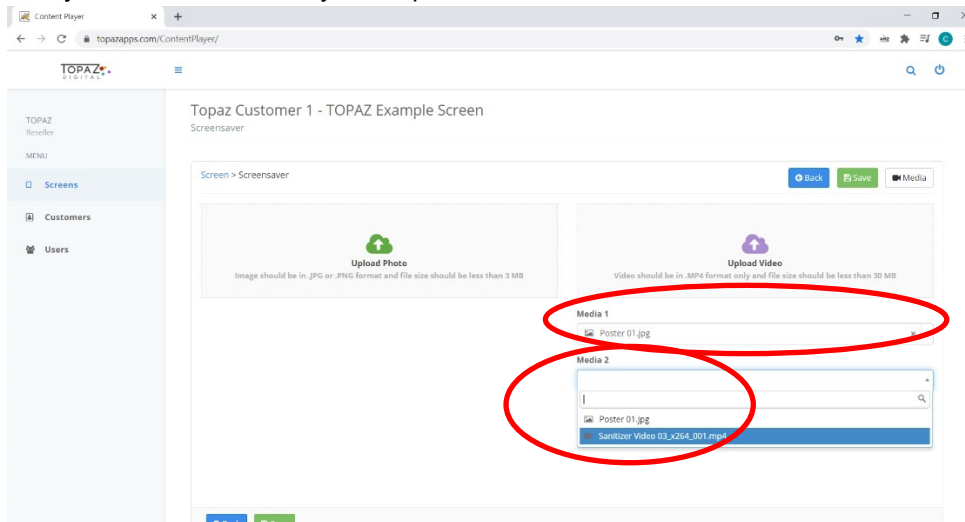 Content Player
topazapps.com/ContentPlayer/
TOPAZ
DIGITAL
TOPAZ
Reseller
MENU
Screens
Customers
Users
Topaz Customer 1 - TOPAZ Example Screen
Screensaver
Screen > Screensaver
Back
Save
Media
Upload Photo
Image should be in .JPG or .PNG format and file size should be less than 3 MB
Upload Video
Video should be in .MP4 format only and file size should be less than 30 MB
Media 1
Poster 01.jpg
Media 2
Poster 01.jpg
Sanitizer Video 03_x264_001.mp4